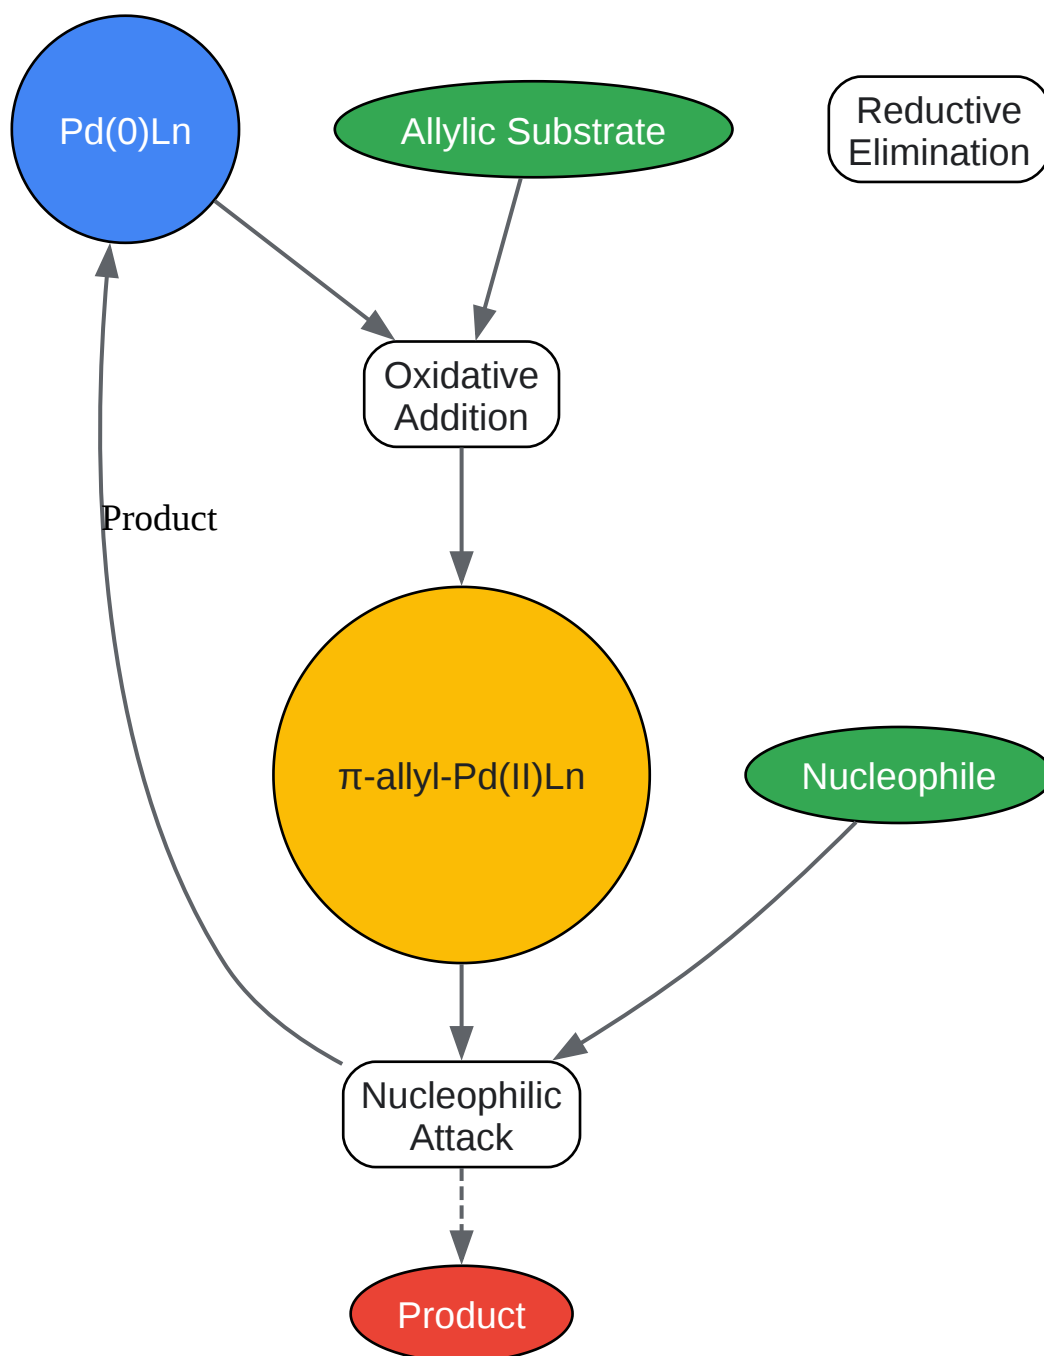 Pd(0)Ln
Allylic Substrate
Reductive
Elimination
Oxidative
Addition
Product
π-allyl-Pd(II)Ln
Nucleophile
Nucleophilic
Attack
Product